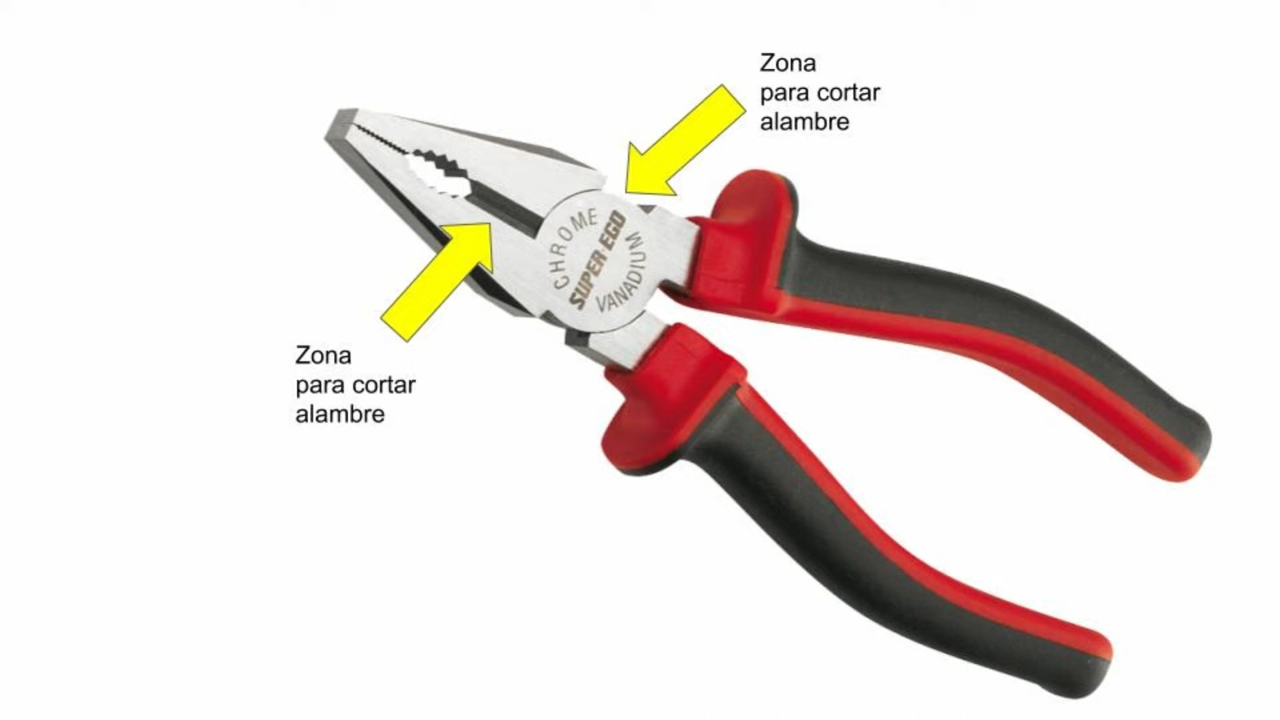 Zona
para cortar
alambre
CHROME
SUPER-EGO
VANADIUM
Zona
para cortar
alambre